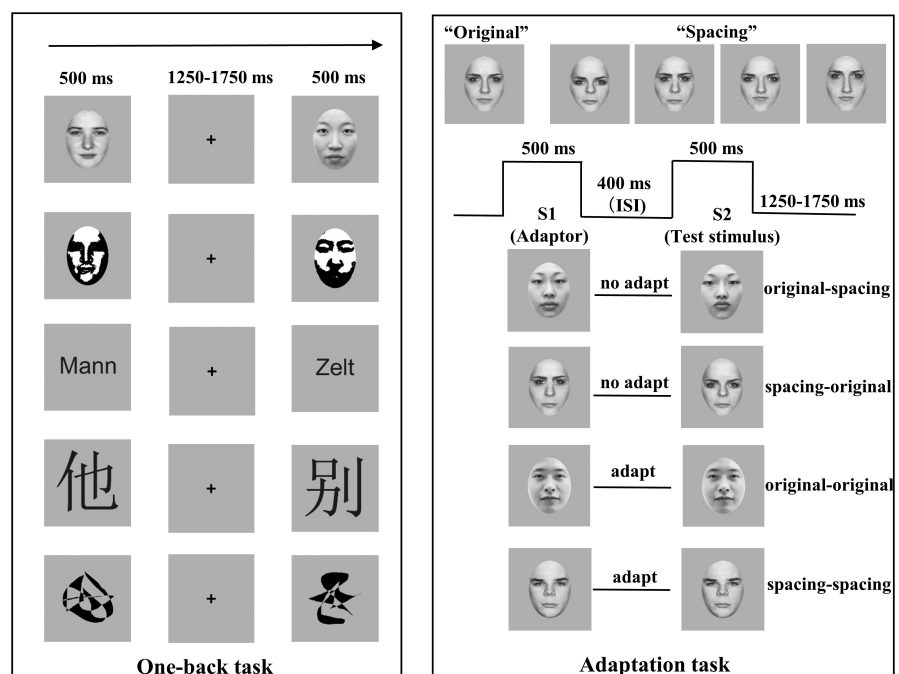 500 ms
1250-1750 ms
500 ms
+
+
Mann
+
Zelt
他
+
别
+
One-back task
“Original”
“Spacing”
500 ms
400 ms
（ISI）
500 ms
1250-1750 ms
S1
(Adaptor)
S2
(Test stimulus)
no adapt
original-spacing
no adapt
spacing-original
adapt
original-original
adapt
spacing-spacing
Adaptation task